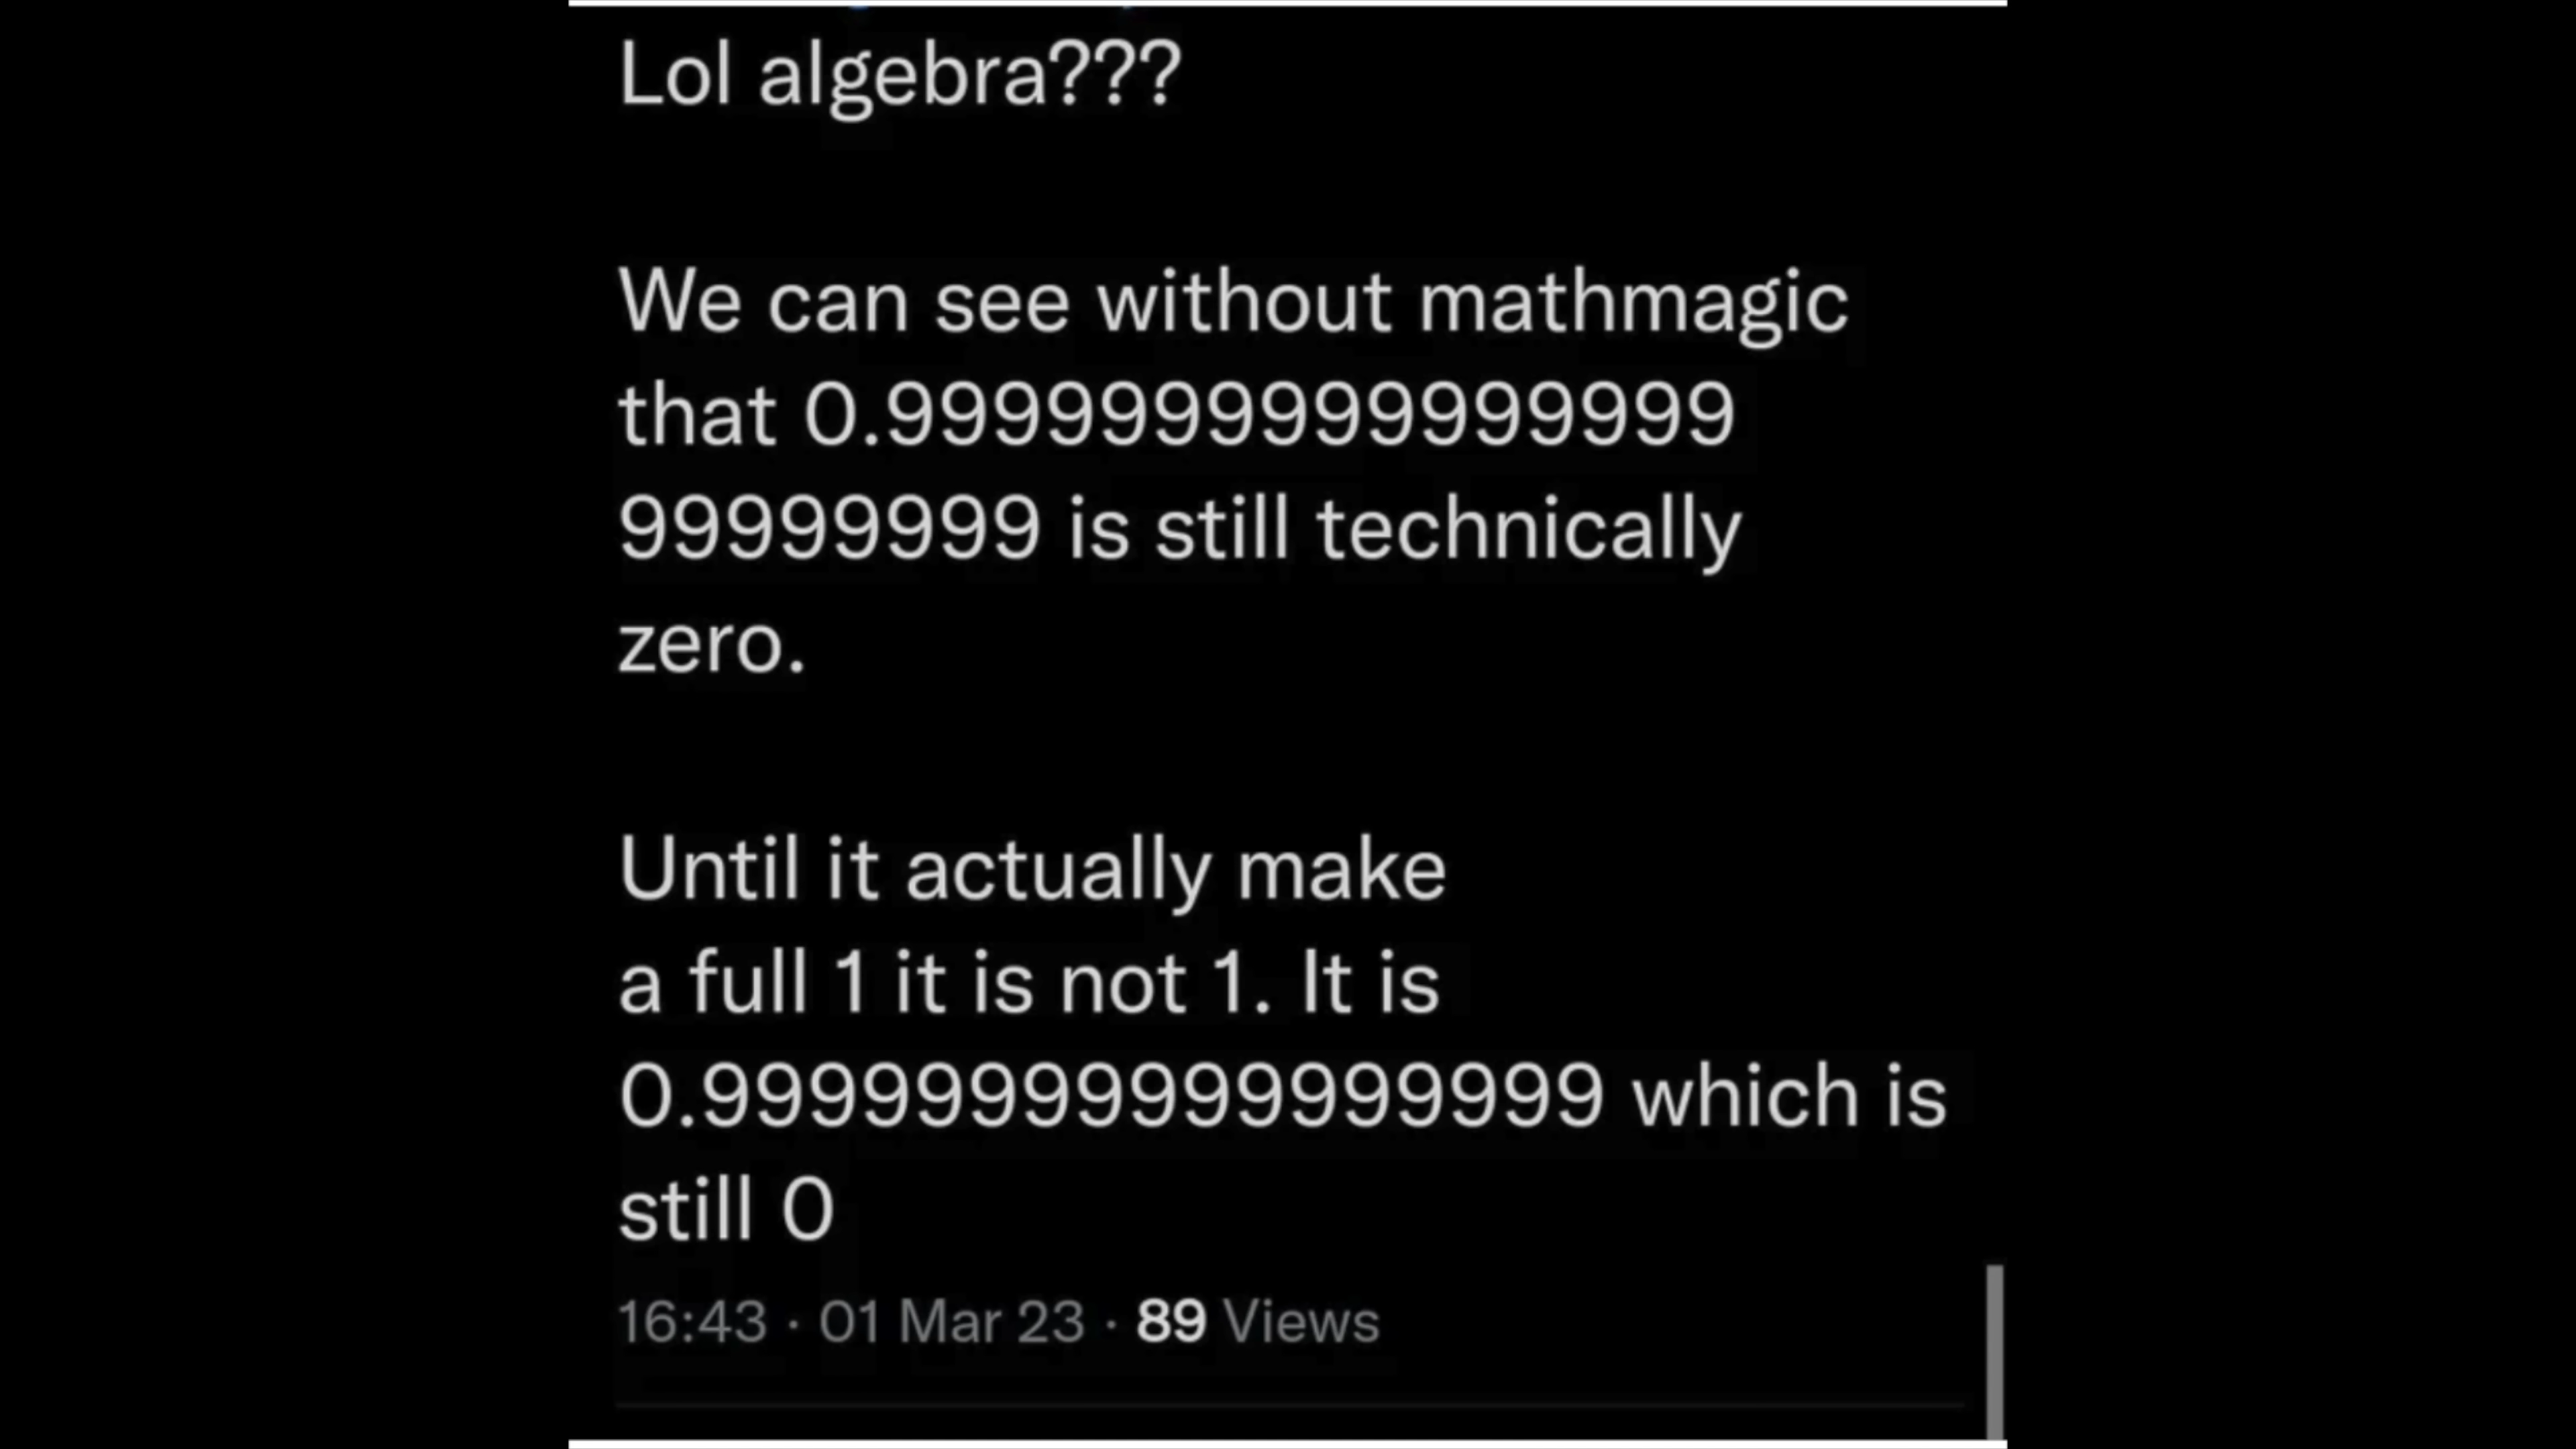 Lol algebra???
We can see without mathmagic
that 0.9999999999999999
99999999 is still technically
zero.
Until it actually make
a full 1 it is not 1. It is
0.99999999999999999 which is
still 0
16:43 · 01 Mar 23 · 89 Views